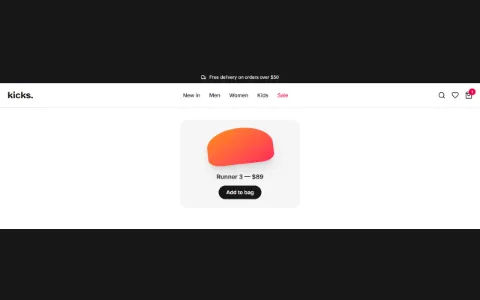 Free delivery on orders over $50
kicks.
New in Men Women Kids Sale
1
Runner 3 — $89
Add to bag